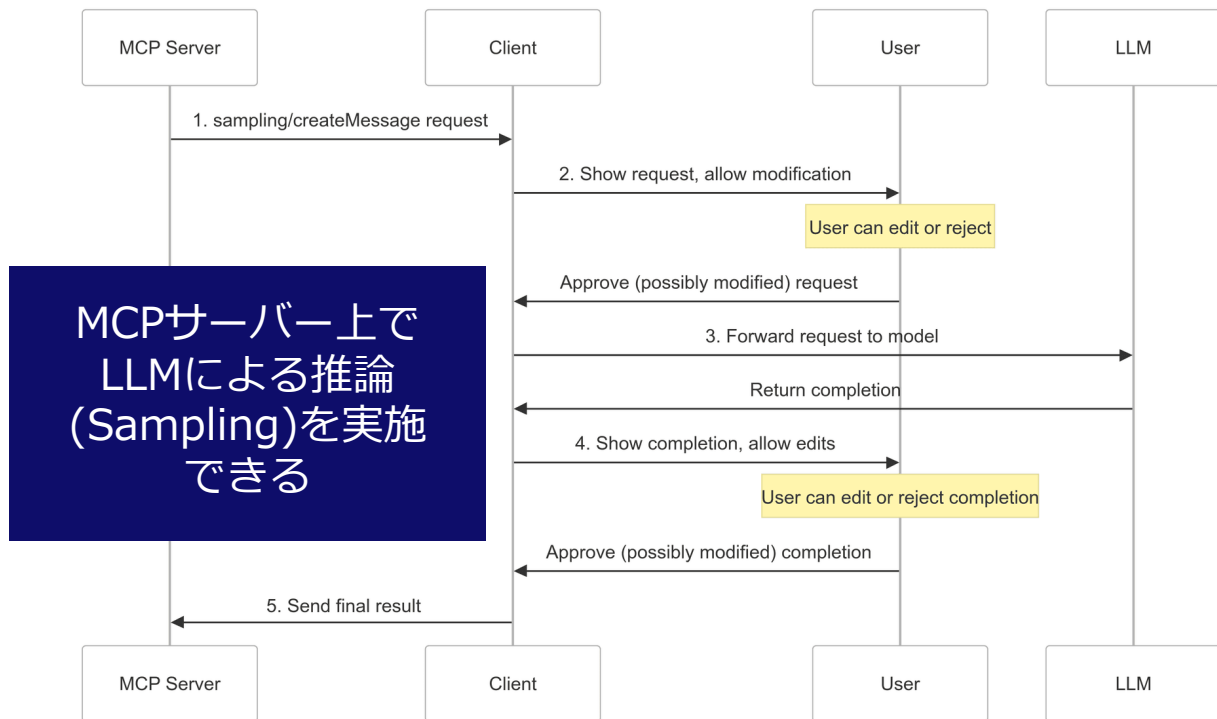 MCP Server
Client
User
LLM
1. sampling/createMessage request
2. Show request, allow modification
User can edit or reject
Approve (possibly modified) request
3. Forward request to model
Return completion
4. Show completion, allow edits
User can edit or reject completion
Approve (possibly modified) completion
5. Send final result
MCPサーバー上で
LLMによる推論
(Sampling)を実施
できる
MCP Server
Client
User
LLM